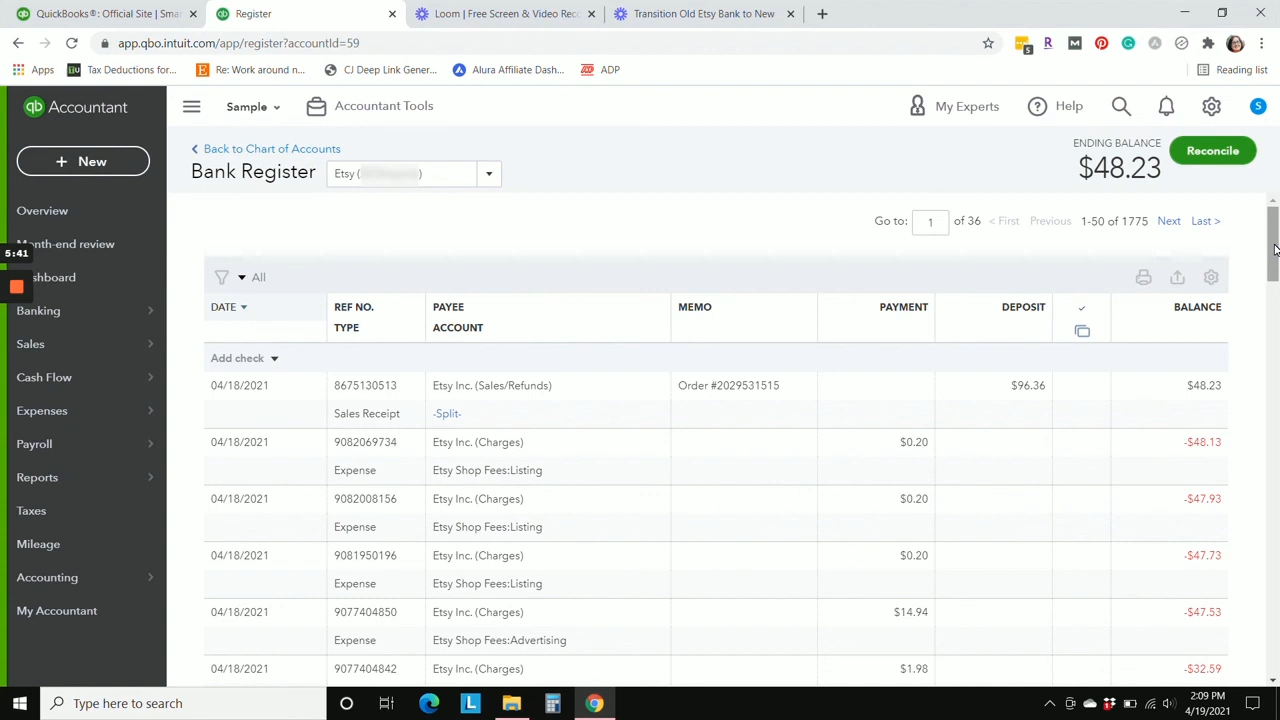 QuickBooks®: Official Site | Sma
Register
Loom | Free Screen & Video Rec
Transition Old Etsy Bank to New
app.qbo.intuit.com/app/register?accountId=59
Apps
Tax Deductions for...
Re: Work around n...
CJ Deep Link Gener...
Alura Affiliate Dash...
ADP
Reading list
qb Accountant
Sample
Accountant Tools
My Experts
Help
S
+ New
Back to Chart of Accounts
Bank Register
Etsy ( )
ENDING BALANCE
$48.23
Reconcile
Overview
Month-end review
5:41
Dashboard
Banking
Sales
Cash Flow
Expenses
Payroll
Reports
Taxes
Mileage
Accounting
My Accountant
Go to: 1 of 36 < First Previous 1-50 of 1775 Next Last >
All
DATE REF NO. PAYEE MEMO PAYMENT DEPOSIT ✓ BALANCE
TYPE ACCOUNT
Add check
04/18/2021 8675130513 Etsy Inc. (Sales/Refunds) Order #2029531515 $96.36 $48.23
Sales Receipt -Split-
04/18/2021 9082069734 Etsy Inc. (Charges) $0.20 -$48.13
Expense Etsy Shop Fees:Listing
04/18/2021 9082008156 Etsy Inc. (Charges) $0.20 -$47.93
Expense Etsy Shop Fees:Listing
04/18/2021 9081950196 Etsy Inc. (Charges) $0.20 -$47.73
Expense Etsy Shop Fees:Listing
04/18/2021 9077404850 Etsy Inc. (Charges) $14.94 -$47.53
Expense Etsy Shop Fees:Advertising
04/18/2021 9077404842 Etsy Inc. (Charges) $1.98 -$32.59
Type here to search
2:09 PM
4/19/2021